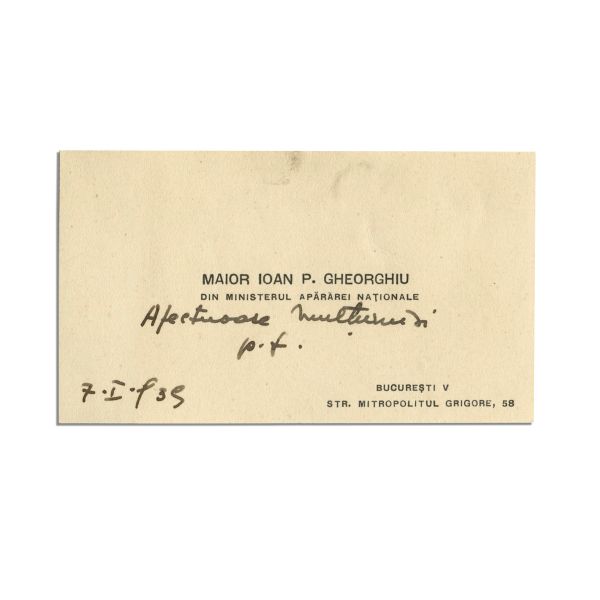 MAIOR IOAN P. GHEORGHIU
DIN MINISTERUL APĂRĂREI NAȚIONALE
Afectuoase mulțumiri
p. f.
7·I·939
BUCUREȘTI V
STR. MITROPOLITUL GRIGORE, 58